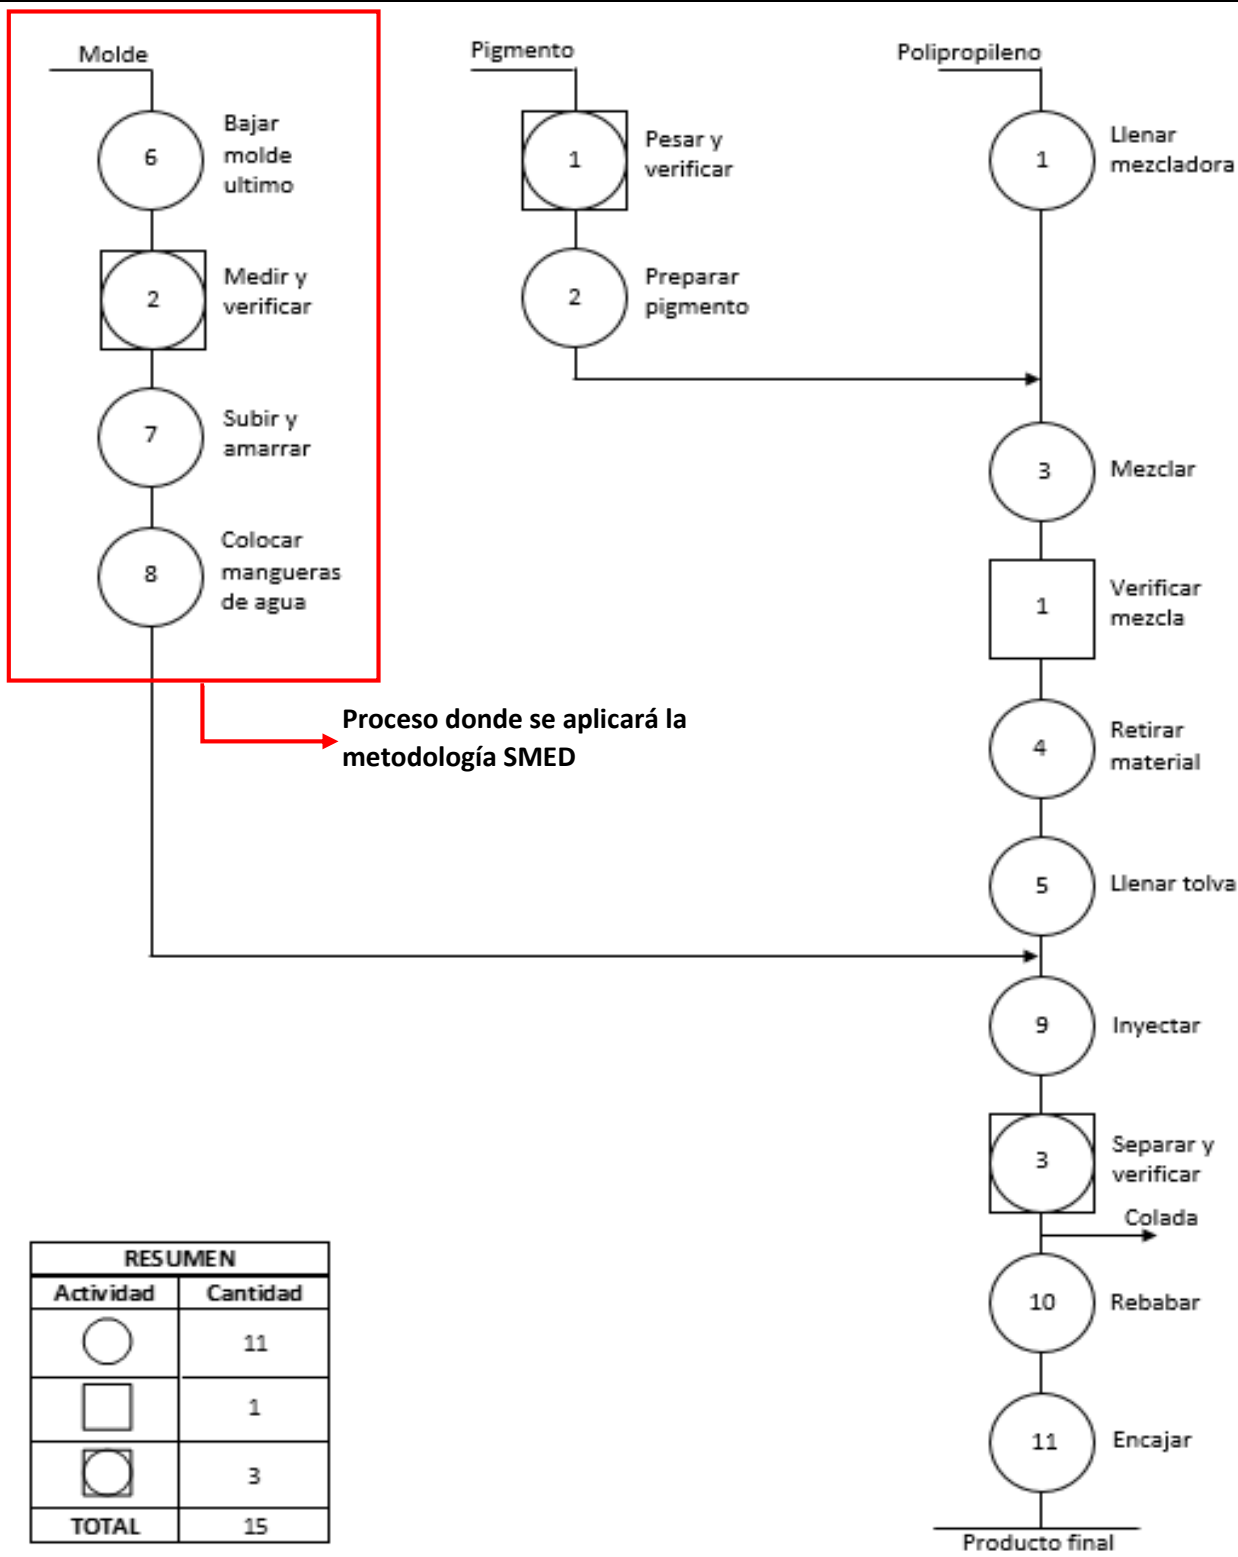 Molde
6
Bajar
molde
ultimo
2
Medir y
verificar
7
Subir y
amarrar
8
Colocar
mangueras
de agua
Proceso donde se aplicará la
metodología SMED
Pigmento
1
Pesar y
verificar
2
Preparar
pigmento
Polipropileno
1
Llenar
mezcladora
3
Mezclar
1
Verificar
mezcla
4
Retirar
material
5
Llenar tolva
9
Inyectar
3
Separar y
verificar
Colada
10
Rebabar
11
Encajar
Producto final
RESUMEN
Actividad Cantidad
11
1
3
TOTAL 15